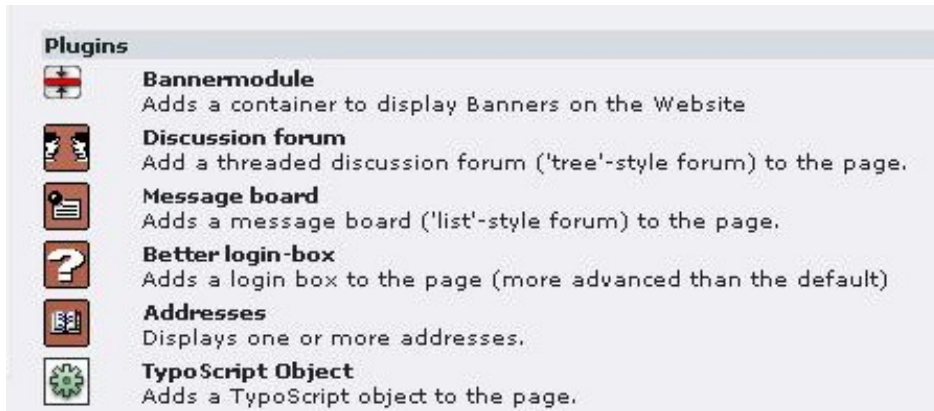 Plugins
Bannermodule
Adds a container to display Banners on the Website
Discussion forum
Add a threaded discussion forum ('tree'-style forum) to the page.
Message board
Adds a message board ('list'-style forum) to the page.
Better login-box
Adds a login box to the page (more advanced than the default)
Addresses
Displays one or more addresses.
TypoScript Object
Adds a TypoScript object to the page.